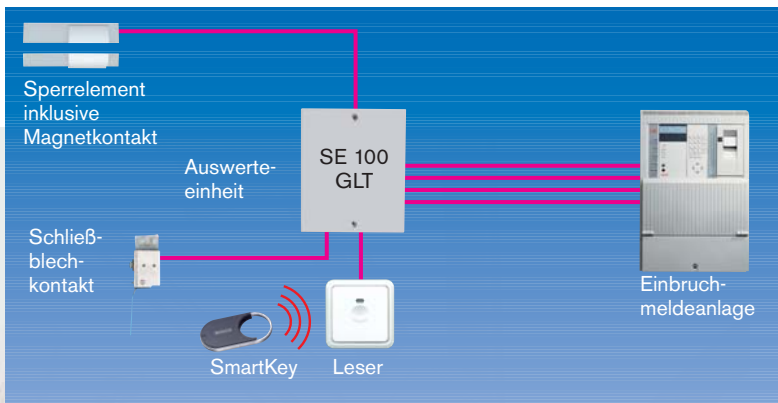 Sperrelement
inklusive
Magnetkontakt
Auswerte-
einheit
SE 100
GLT
Schließ-
blech-
kontakt
SmartKey
Leser
Einbruch-
meldeanlage